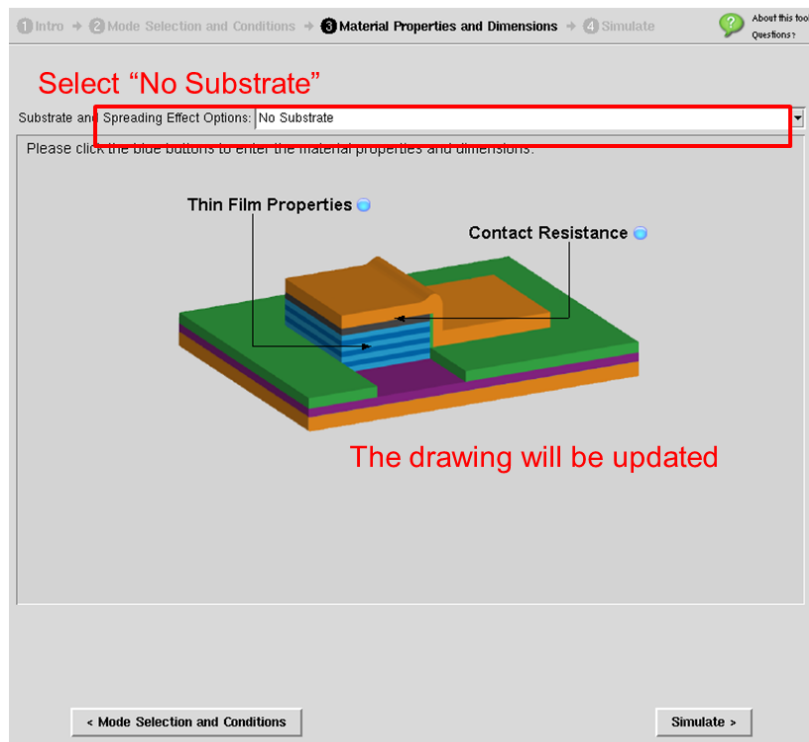 1 Intro → 2 Mode Selection and Conditions → 3 Material Properties and Dimensions → 4 Simulate
? About this tool
Questions?
Select “No Substrate”
Substrate and Spreading Effect Options: No Substrate
Please click the blue buttons to enter the material properties and dimensions.
Thin Film Properties
Contact Resistance
The drawing will be updated
< Mode Selection and Conditions
Simulate >